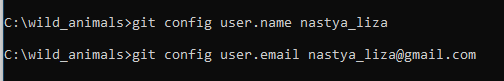 C:\wild_animals>git config user.name nastya_liza
C:\wild_animals>git config user.email nastya_liza@gmail.com